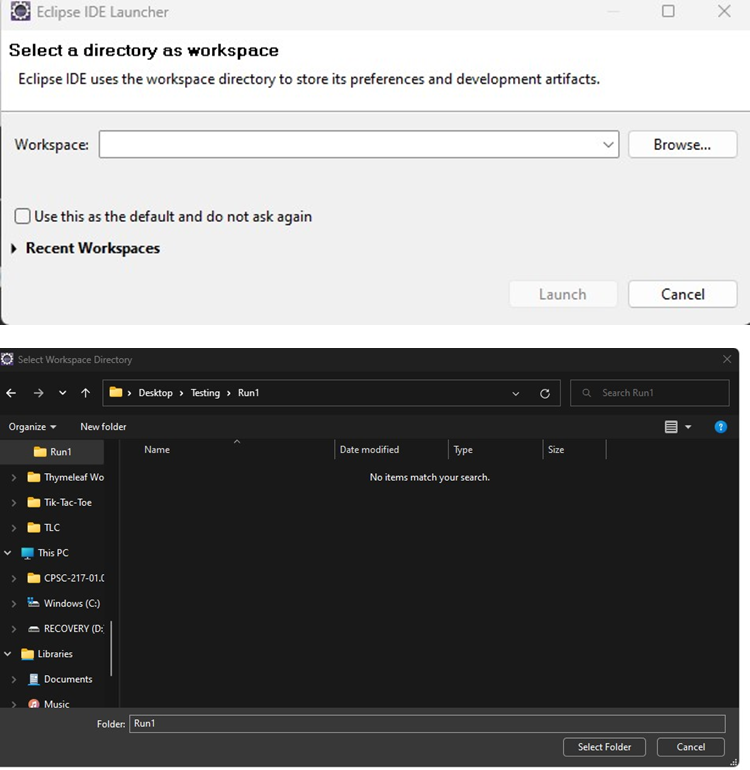 Eclipse IDE Launcher
Select a directory as workspace
Eclipse IDE uses the workspace directory to store its preferences and development artifacts.
Workspace: Browse...
Use this as the default and do not ask again
Recent Workspaces
Launch Cancel
Select Workspace Directory
Desktop Testing Run1 Search Run1
Organize New folder
Run1 Name Date modified Type Size
Thymeleaf Wo No items match your search.
Tik-Tac-Toe
TLC
This PC
CPSC-217-01.0
Windows (C:)
RECOVERY (D:
Libraries
Documents
Music
Folder: Run1
Select Folder Cancel